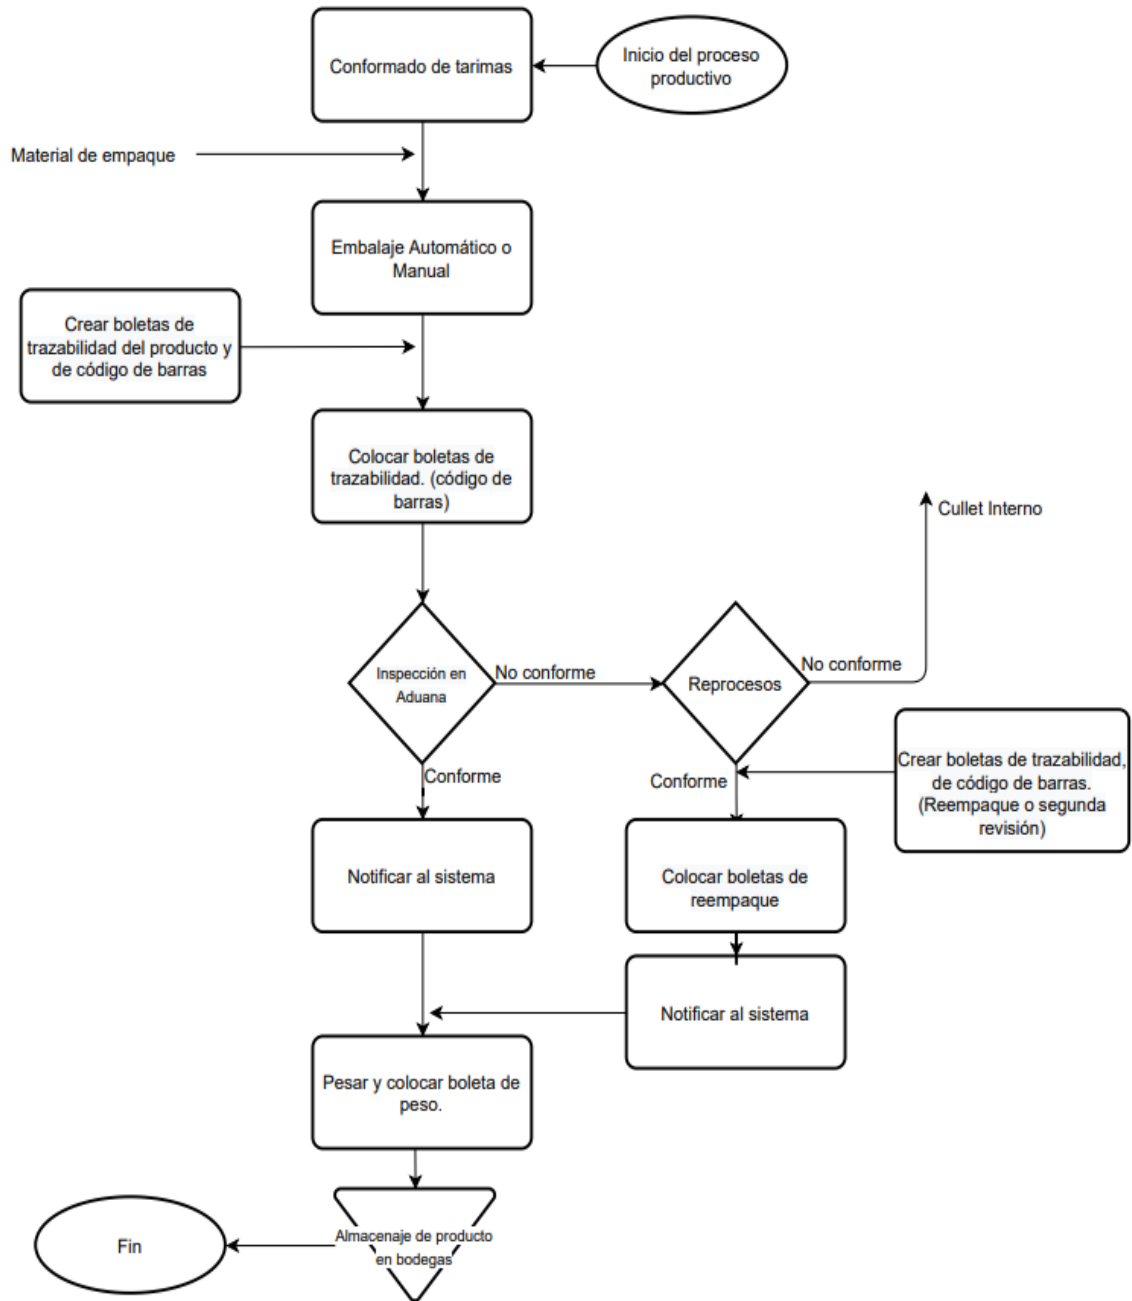 Inicio del proceso
productivo
Conformado de tarimas
Material de empaque
Embalaje Automático o
Manual
Crear boletas de
trazabilidad del producto y
de código de barras
Colocar boletas de
trazabilidad. (código de
barras)
Cullet Interno
Inspección en
Aduana
No conforme
Reprocesos
No conforme
Conforme
Conforme
Crear boletas de trazabilidad,
de código de barras.
(Reempaque o segunda
revisión)
Notificar al sistema
Colocar boletas de
reempaque
Notificar al sistema
Pesar y colocar boleta de
peso.
Almacenaje de producto
en bodegas
Fin